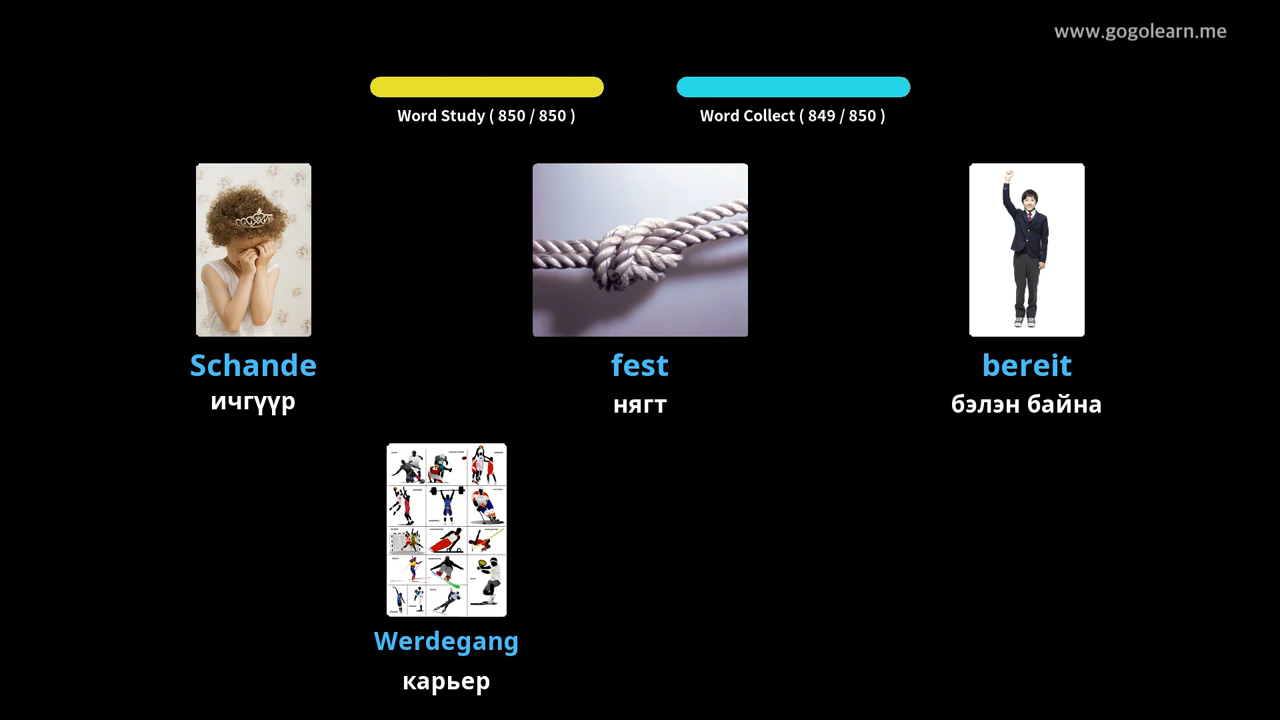 www.gogolearn.me
Word Study ( 850 / 850 )
Word Collect ( 849 / 850 )
Schande
fest
bereit
ичгүүр
нягт
бэлэн байна
Werdegang
карьер